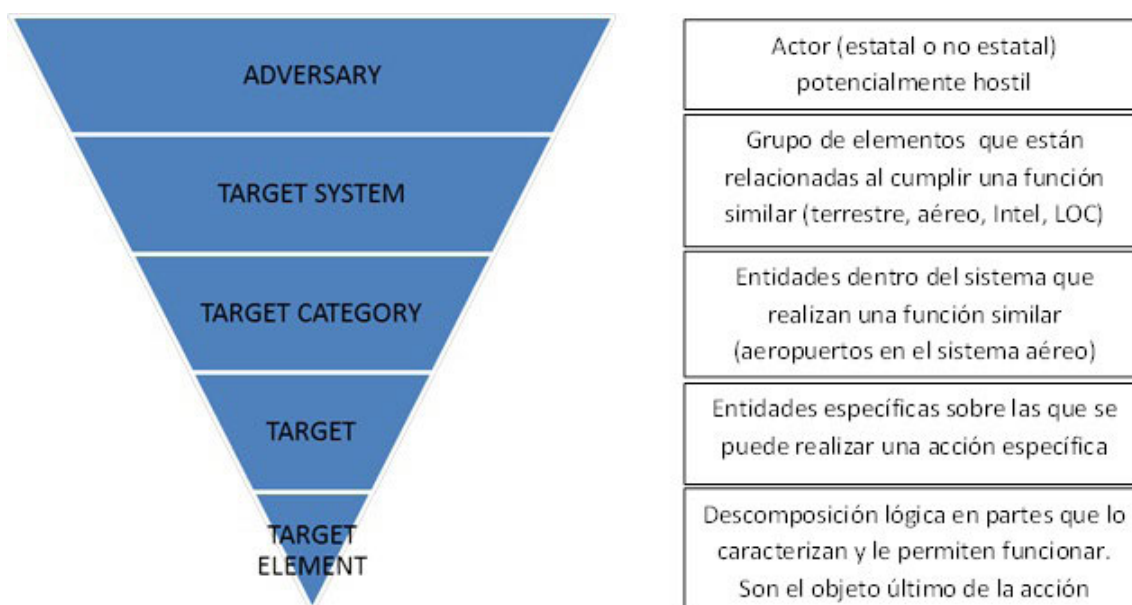 ADVERSARY
Actor (estatal o no estatal)
potencialmente hostil
TARGET SYSTEM
Grupo de elementos que están
relacionadas al cumplir una función
similar (terrestre, aéreo, Intel, LOC)
TARGET CATEGORY
Entidades dentro del sistema que
realizan una función similar
(aeropuertos en el sistema aéreo)
TARGET
Entidades específicas sobre las que se
puede realizar una acción específica
TARGET
ELEMENT
Descomposición lógica en partes que lo
caracterizan y le permiten funcionar.
Son el objeto último de la acción